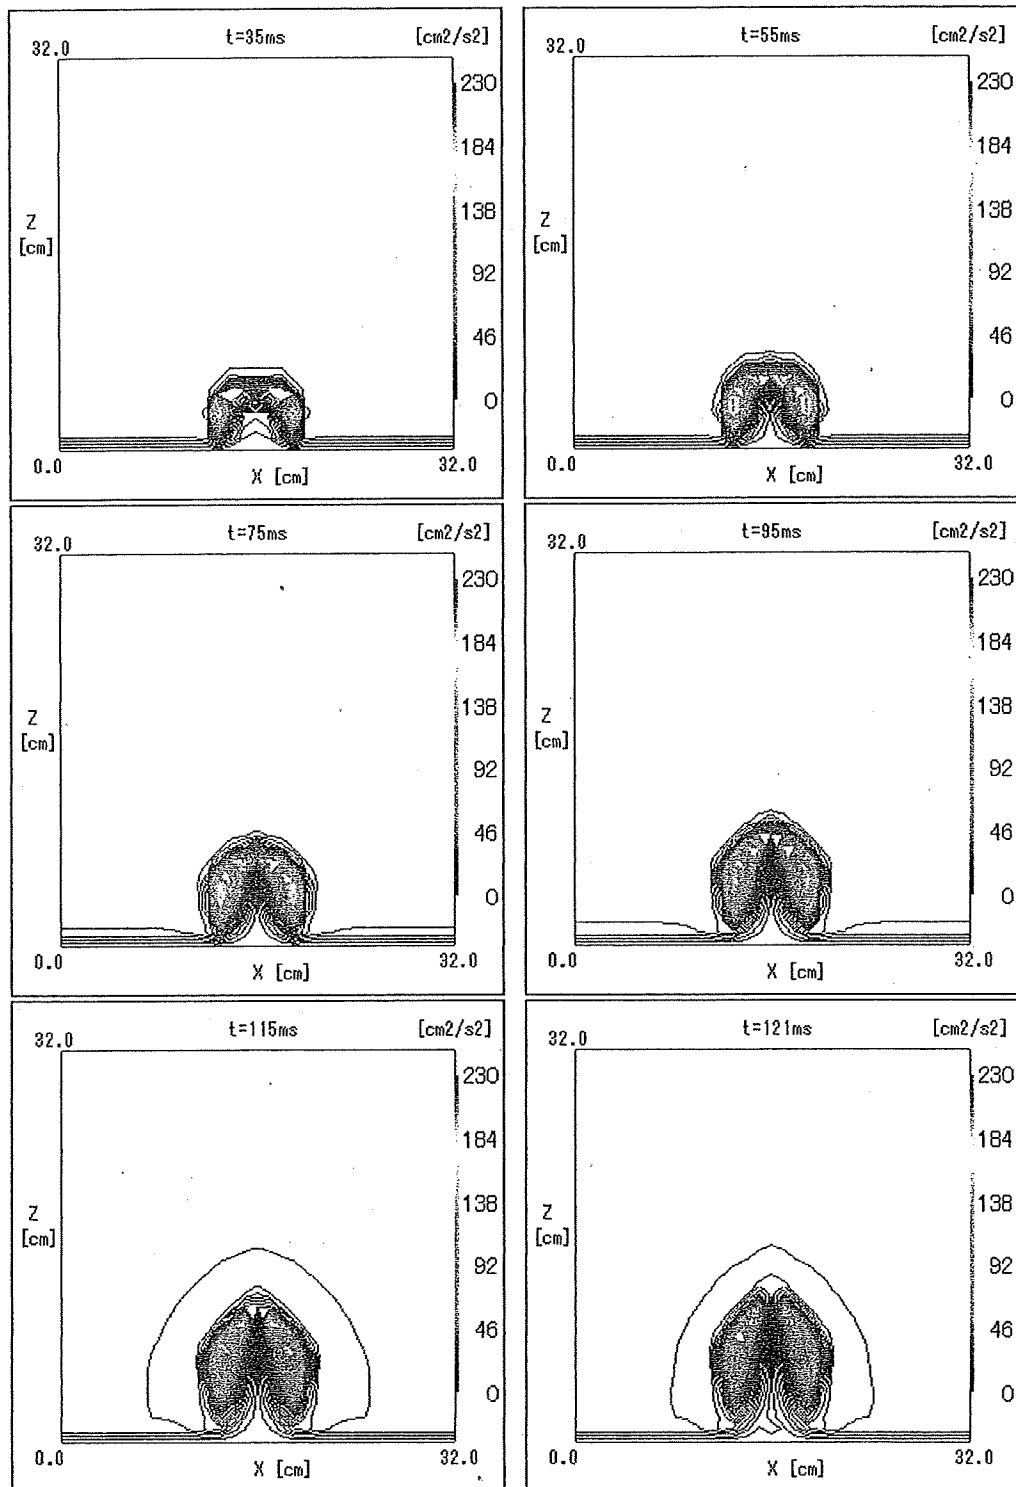 t=35ms [cm2/s2]
32.0
230
184
138
Z
[cm]
92
46
0
0.0 32.0
X [cm]
t=55ms [cm2/s2]
32.0
230
184
138
Z
[cm]
92
46
0
0.0 32.0
X [cm]
t=75ms [cm2/s2]
32.0
230
184
138
Z
[cm]
92
46
0
0.0 32.0
X [cm]
t=95ms [cm2/s2]
32.0
230
184
138
Z
[cm]
92
46
0
0.0 32.0
X [cm]
t=115ms [cm2/s2]
32.0
230
184
138
Z
[cm]
92
46
0
0.0 32.0
X [cm]
t=121ms [cm2/s2]
32.0
230
184
138
Z
[cm]
92
46
0
0.0 32.0
X [cm]